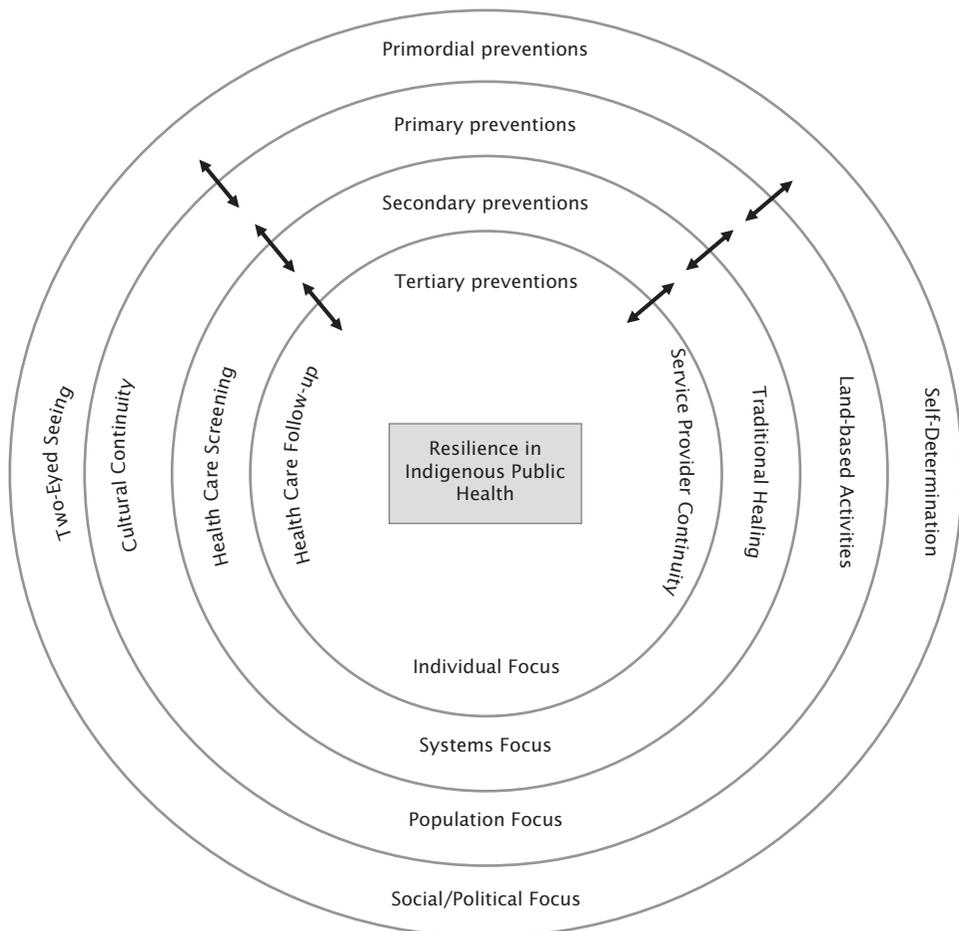 Primordial preventions
Primary preventions
Secondary preventions
Tertiary preventions
Two-Eyed Seeing
Cultural Continuity
Health Care Screening
Health Care Follow-up
Resilience in
Indigenous Public
Health
Service Provider Continuity
Traditional Healing
Land-based Activities
Self-Determination
Individual Focus
Systems Focus
Population Focus
Social/Political Focus